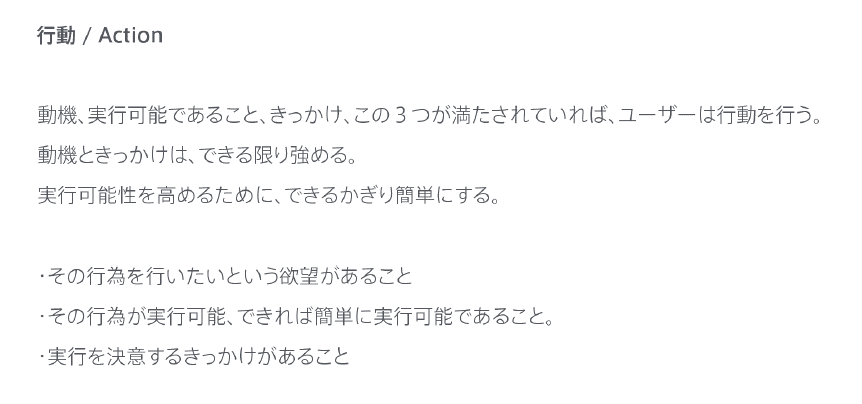 行動 / Action
動機、実行可能であること、きっかけ、この3つが満たされていれば、ユーザーは行動を行う。
動機ときっかけは、できる限り強める。
実行可能性を高めるために、できるかぎり簡単にする。
・その行為を行いたいという欲望があること
・その行為が実行可能、できれば簡単に実行可能であること。
・実行を決意するきっかけがあること